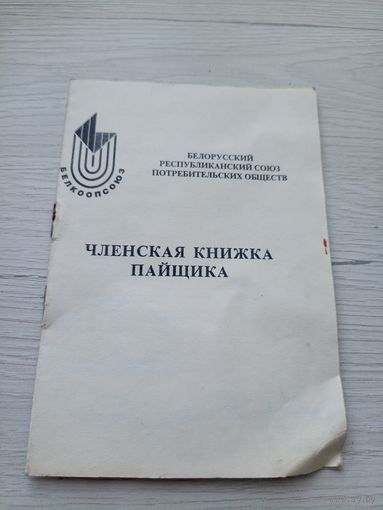 БЕЛКООПСОЮЗ
БЕЛОРУССКИЙ
РЕСПУБЛИКАНСКИЙ СОЮЗ
ПОТРЕБИТЕЛЬСКИХ ОБЩЕСТВ
ЧЛЕНСКАЯ КНИЖКА
ПАЙЩИКА